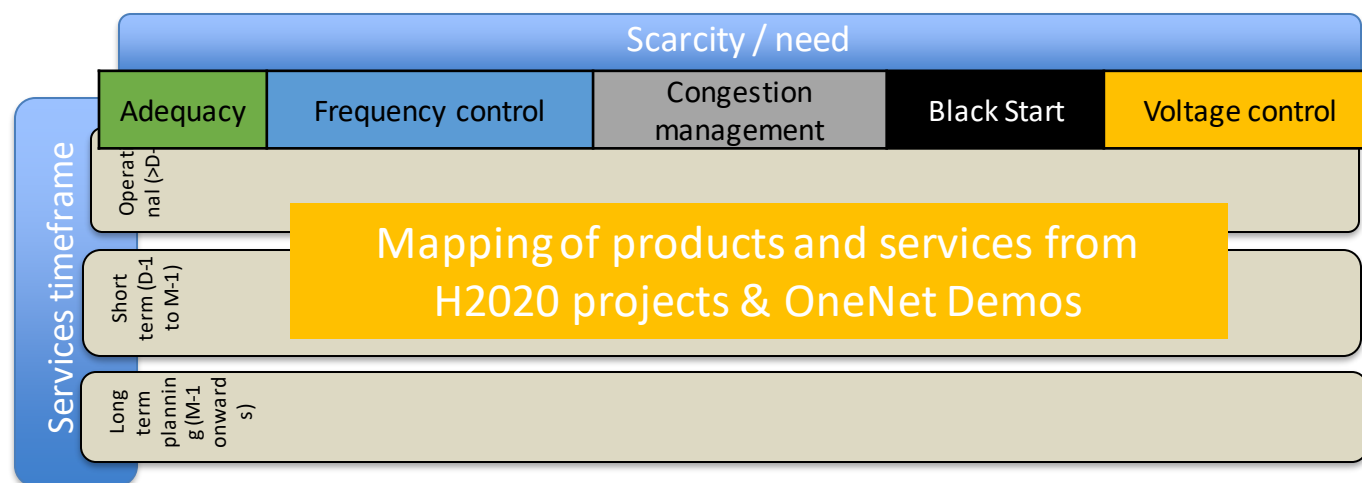 Scarcity / need
Adequacy
Frequency control
Congestion
management
Black Start
Voltage control
Services timeframe
Operat
nal (>D-
Short
term (D-1
to M-1)
Long
term
plannin
g (M-1
onward
s)
Mapping of products and services from
H2020 projects & OneNet Demos